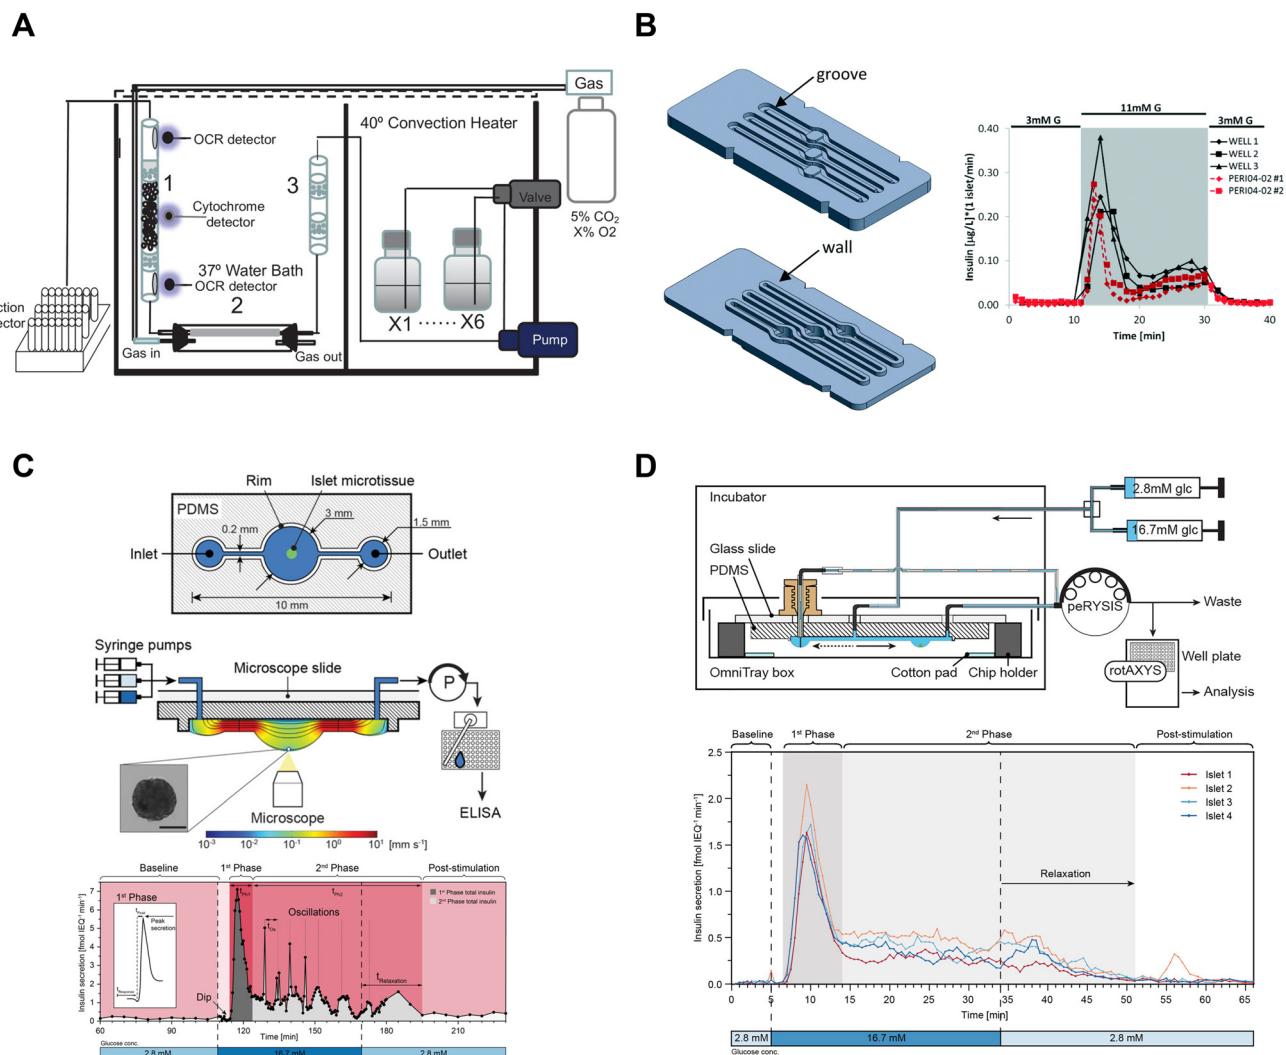 A
Gas
OCR detector
1
Cytochrome
detector
37º Water Bath
OCR detector
2
3
40º Convection Heater
Valve
5% CO2
X% O2
X1 ...... X6
Pump
Gas in
Gas out
ction
ector
B
groove
wall
3mM G
11mM G
3mM G
Insulin [µg/L]*(1 islet/min)
0.40
0.30
0.20
0.10
0.00
0
10
20
30
40
Time [min]
WELL 1
WELL 2
WELL 3
PERI04-02 #1
PERI04-02 #2
C
Rim
Islet microtissue
PDMS
3 mm
0.2 mm
1.5 mm
Inlet
Outlet
10 mm
Syringe pumps
Microscope slide
P
ELISA
Microscope
10-3
10-2
10-1
100
101 [mm s-1]
Baseline
1st Phase
2nd Phase
Post-stimulation
Insulin secretion [fmol IEQ-1 min-1]
7
6
5
4
3
2
1
0
1st Phase
tPeak
Peak
secretion
tResponse
Dip
tPh1
tPh2
1st Phase total insulin
2nd Phase total insulin
Oscillations
tOs
tRelaxation
60
90
120
150
180
210
Time [min]
2.8 mM
16.7 mM
2.8 mM
Glucose conc.
D
Incubator
2.8mM glc
16.7mM glc
Glass slide
PDMS
peRYSIS
Waste
Well plate
rotAXYS
Analysis
OmniTray box
Cotton pad
Chip holder
Baseline
1st Phase
2nd Phase
Post-stimulation
Insulin secretion [fmol IEQ-1 min-1]
2.5
2.0
1.5
1.0
0.5
0.0
Islet 1
Islet 2
Islet 3
Islet 4
Relaxation
0
5
10
15
20
25
30
35
40
45
50
55
60
65
Time [min]
2.8 mM
16.7 mM
2.8 mM
Glucose conc.